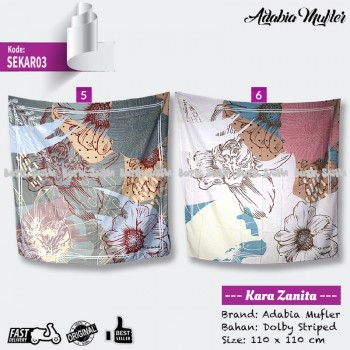 Adabia Mufler
Kode:
SEKAR03
5
6
--- Kara Zanita ---
Brand: Adabia Mufler
Bahan: Dolby Striped
Size: 110 x 110 cm
FAST
DELIVERY
ORIGINAL
BEST
SELLER